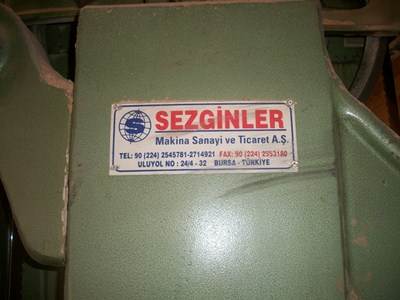 SEZGİNLER
Makina Sanayi ve Ticaret A.Ş.
TEL: 90 (224) 2545781-2714921 FAX: 90 (224) 2553180
ULUYOL NO : 24/4 - 32 BURSA - TÜRKİYE